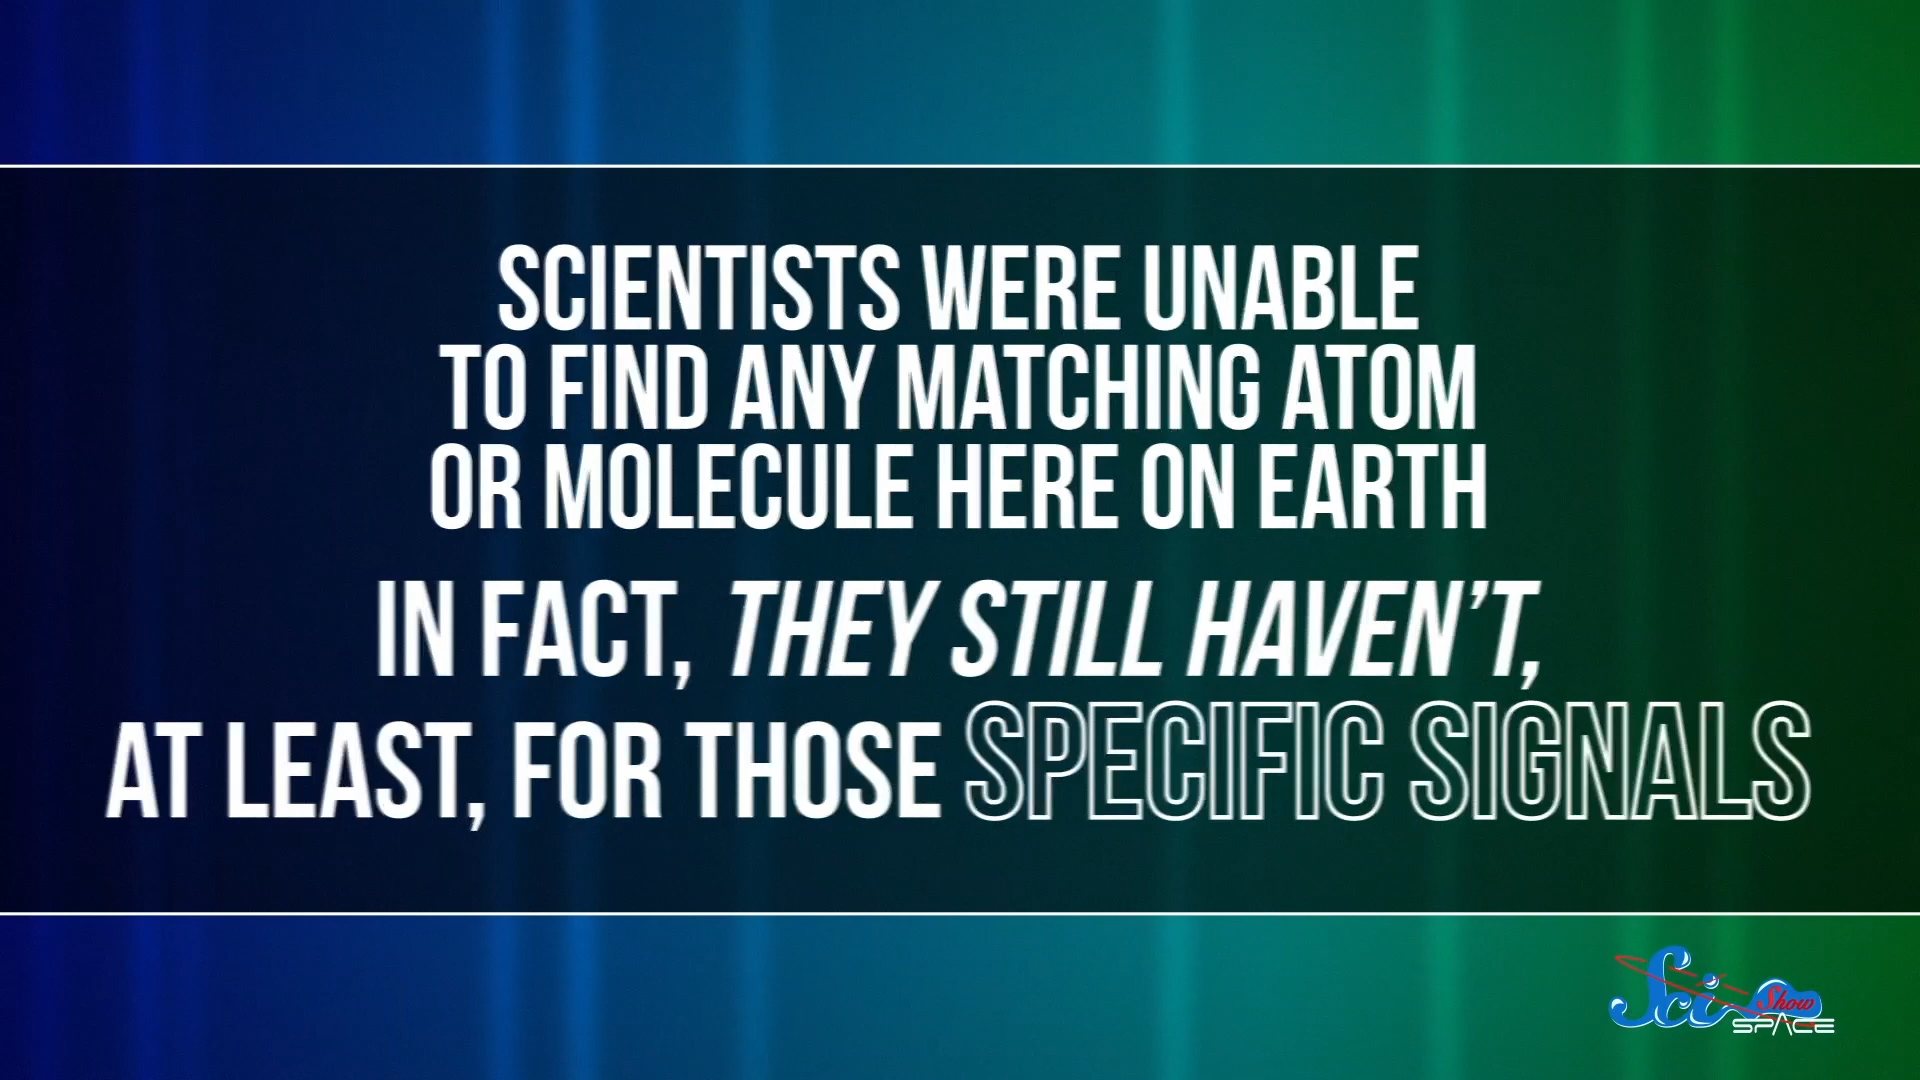 SCIENTISTS WERE UNABLE
TO FIND ANY MATCHING ATOM
OR MOLECULE HERE ON EARTH
IN FACT, THEY STILL HAVEN'T,
AT LEAST, FOR THOSE SPECIFIC SIGNALS
Sci Show
SPACE